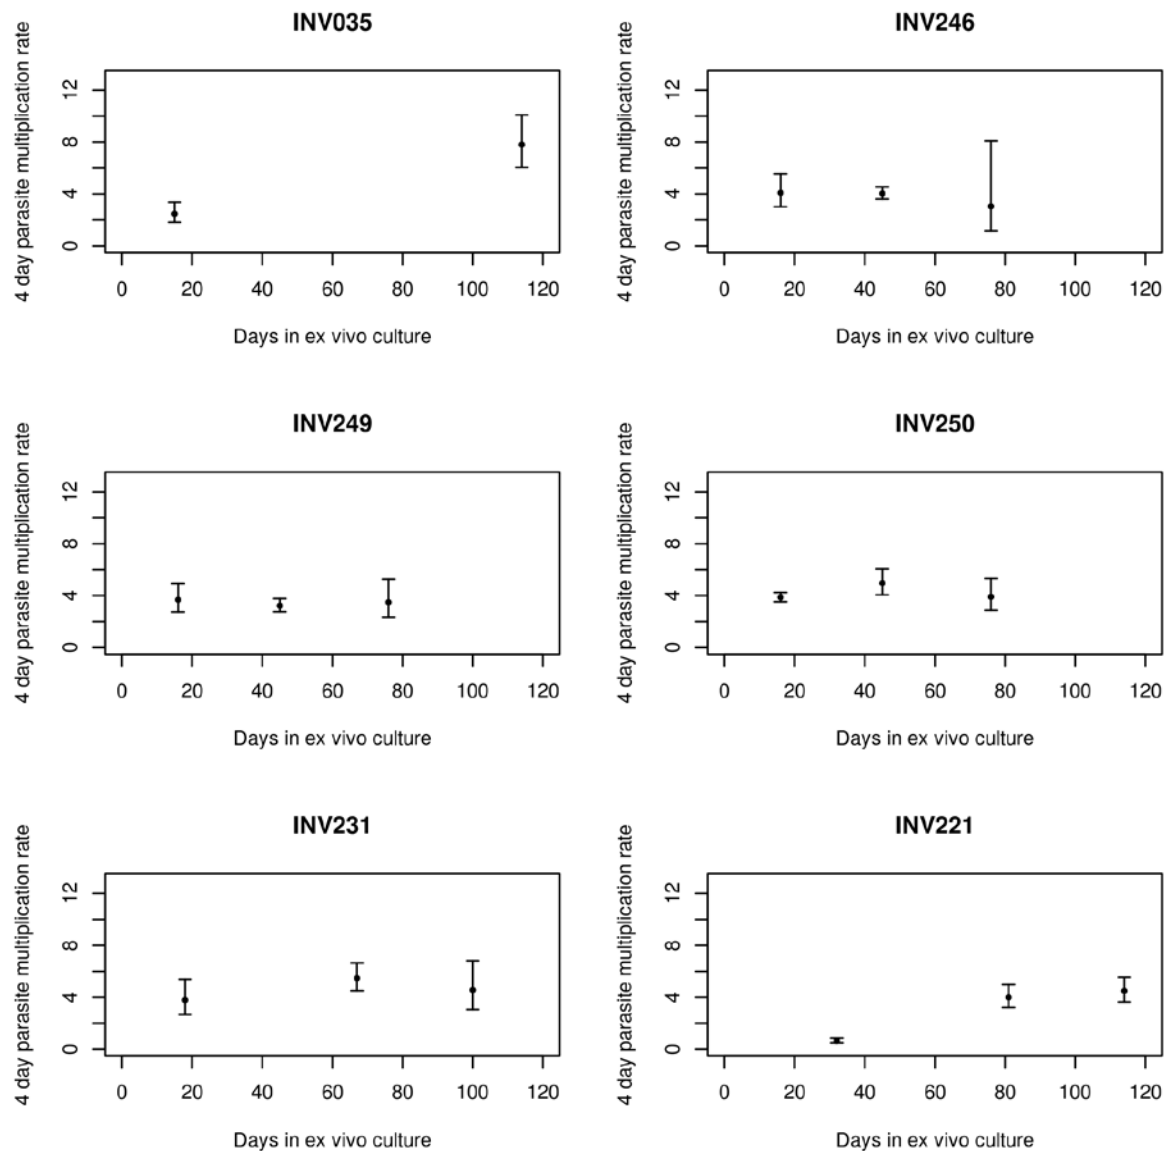 INV035
4 day parasite multiplication rate
12
8
4
0
0 20 40 60 80 100 120
Days in ex vivo culture
INV246
4 day parasite multiplication rate
12
8
4
0
0 20 40 60 80 100 120
Days in ex vivo culture
INV249
4 day parasite multiplication rate
12
8
4
0
0 20 40 60 80 100 120
Days in ex vivo culture
INV250
4 day parasite multiplication rate
12
8
4
0
0 20 40 60 80 100 120
Days in ex vivo culture
INV231
4 day parasite multiplication rate
12
8
4
0
0 20 40 60 80 100 120
Days in ex vivo culture
INV221
4 day parasite multiplication rate
12
8
4
0
0 20 40 60 80 100 120
Days in ex vivo culture